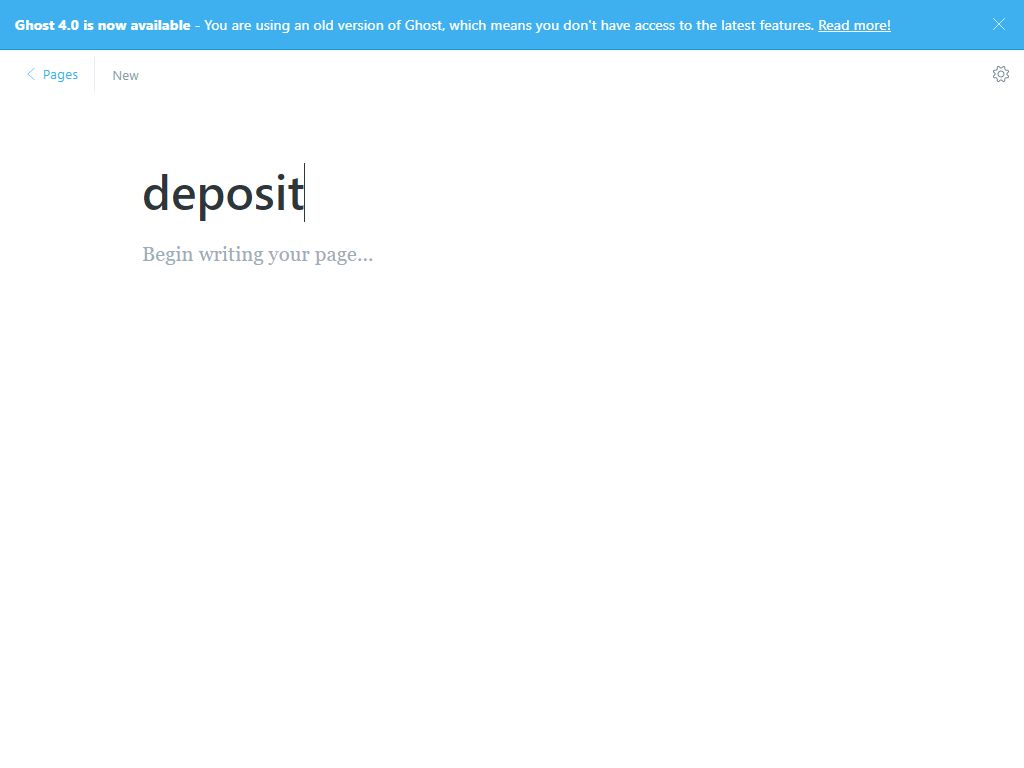 Ghost 4.0 is now available - You are using an old version of Ghost, which means you don't have access to the latest features. Read more!
Pages New
deposit
Begin writing your page...